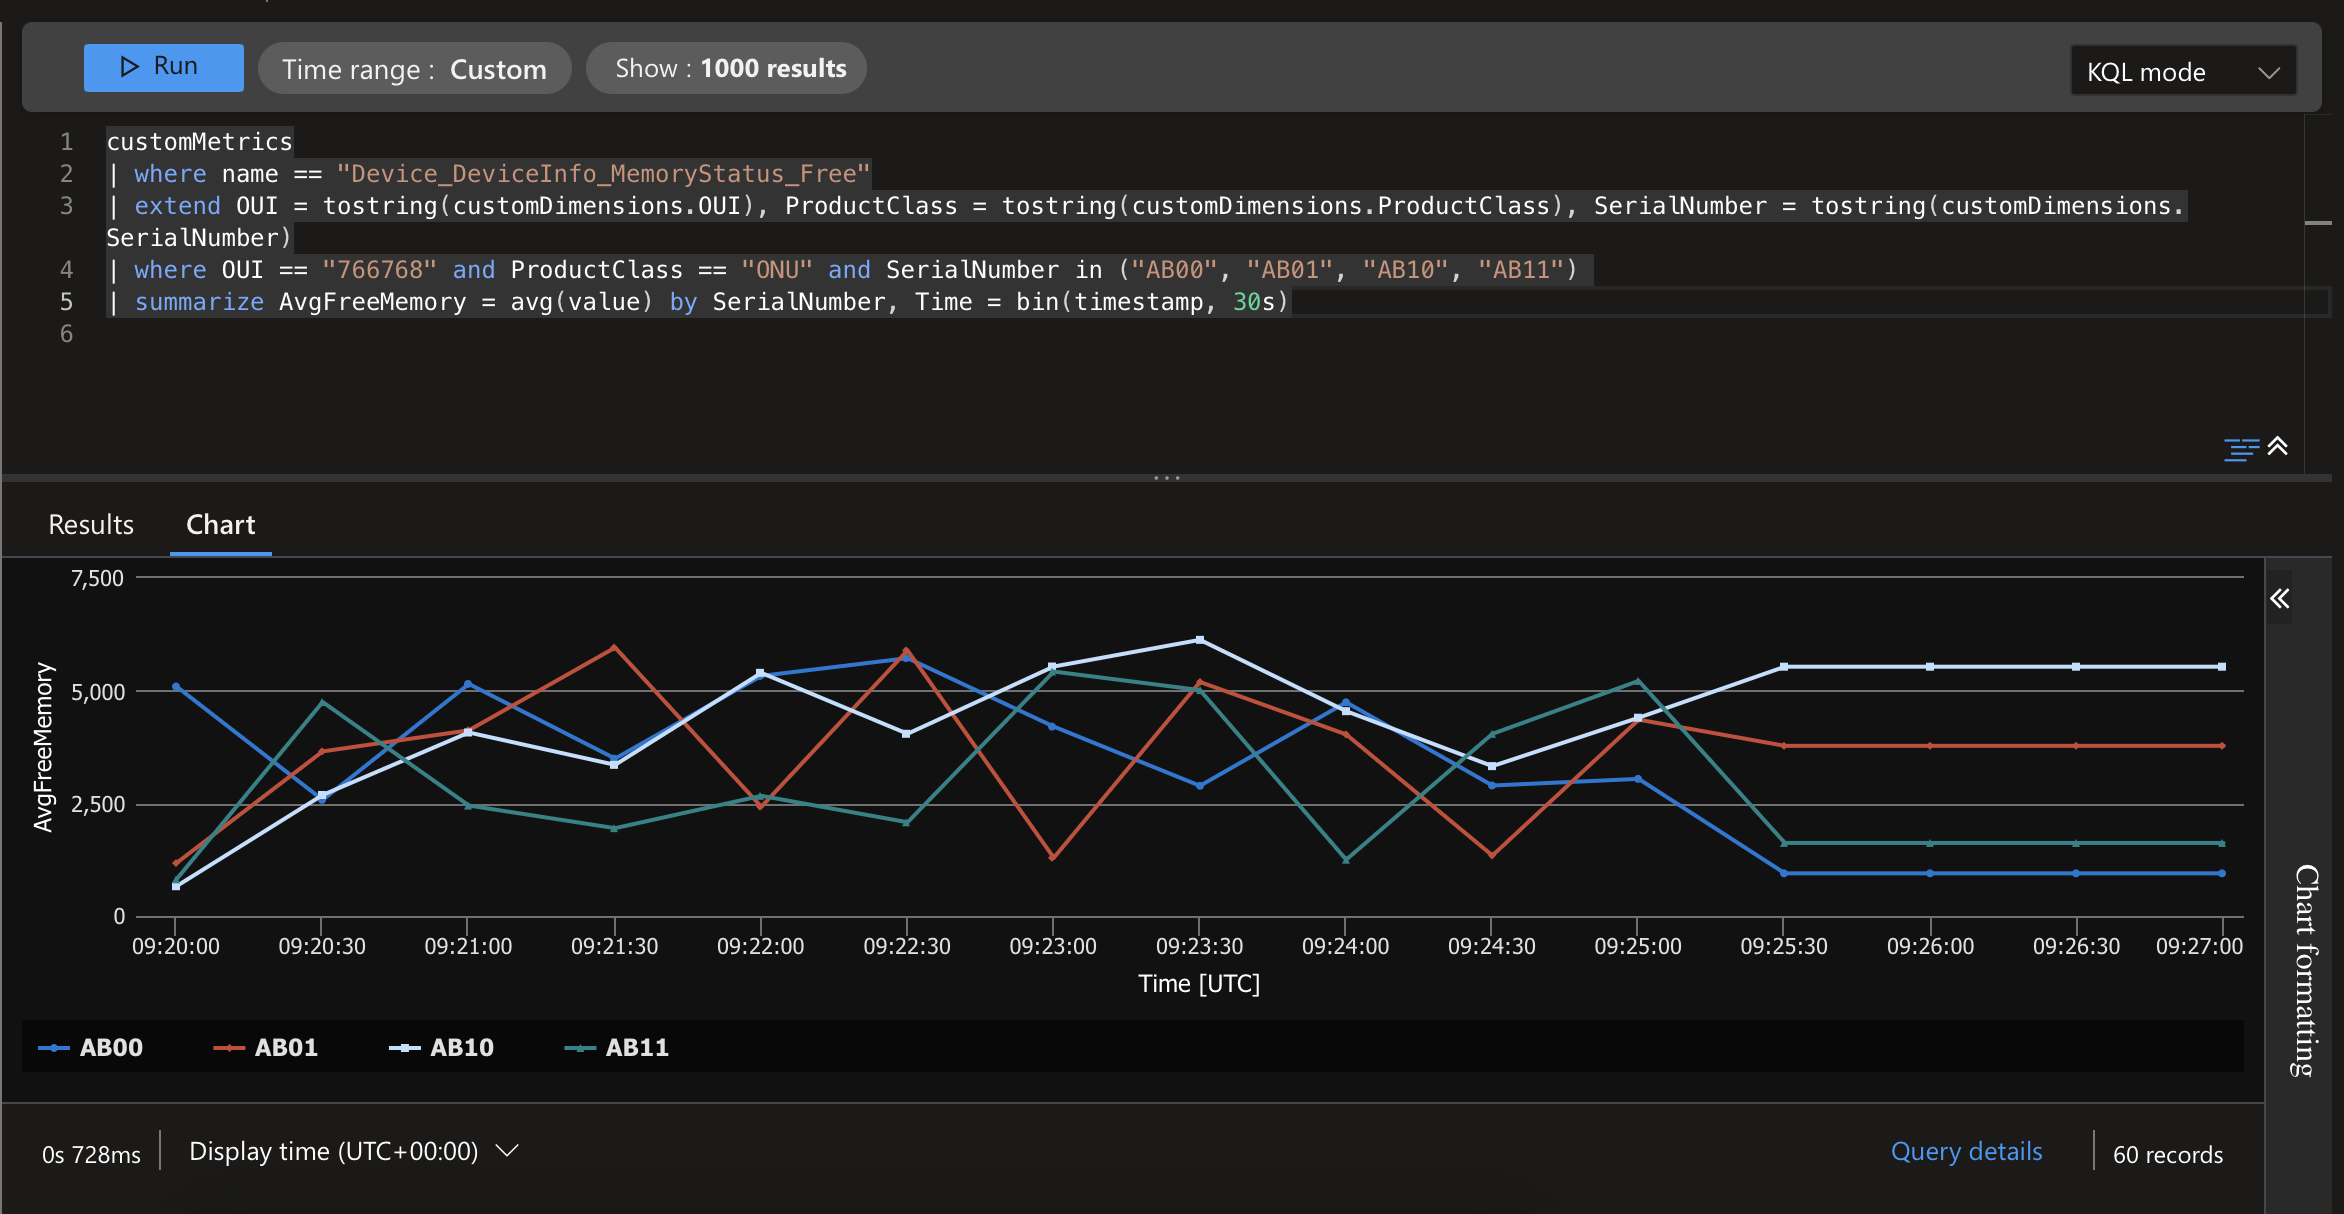 Run
Time range : Custom
Show : 1000 results
KQL mode
1 customMetrics
2 | where name == "Device_DeviceInfo_MemoryStatus_Free"
3 | extend OUI = tostring(customDimensions.OUI), ProductClass = tostring(customDimensions.ProductClass), SerialNumber = tostring(customDimensions.
SerialNumber)
4 | where OUI == "766768" and ProductClass == "ONU" and SerialNumber in ("AB00", "AB01", "AB10", "AB11")
5 | summarize AvgFreeMemory = avg(value) by SerialNumber, Time = bin(timestamp, 30s)
6
Results
Chart
7,500
5,000
2,500
0
AvgFreeMemory
09:20:00 09:20:30 09:21:00 09:21:30 09:22:00 09:22:30 09:23:00 09:23:30 09:24:00 09:24:30 09:25:00 09:25:30 09:26:00 09:26:30 09:27:00
Time [UTC]
AB00 AB01 AB10 AB11
Chart formatting
0s 728ms
Display time (UTC+00:00)
Query details
60 records